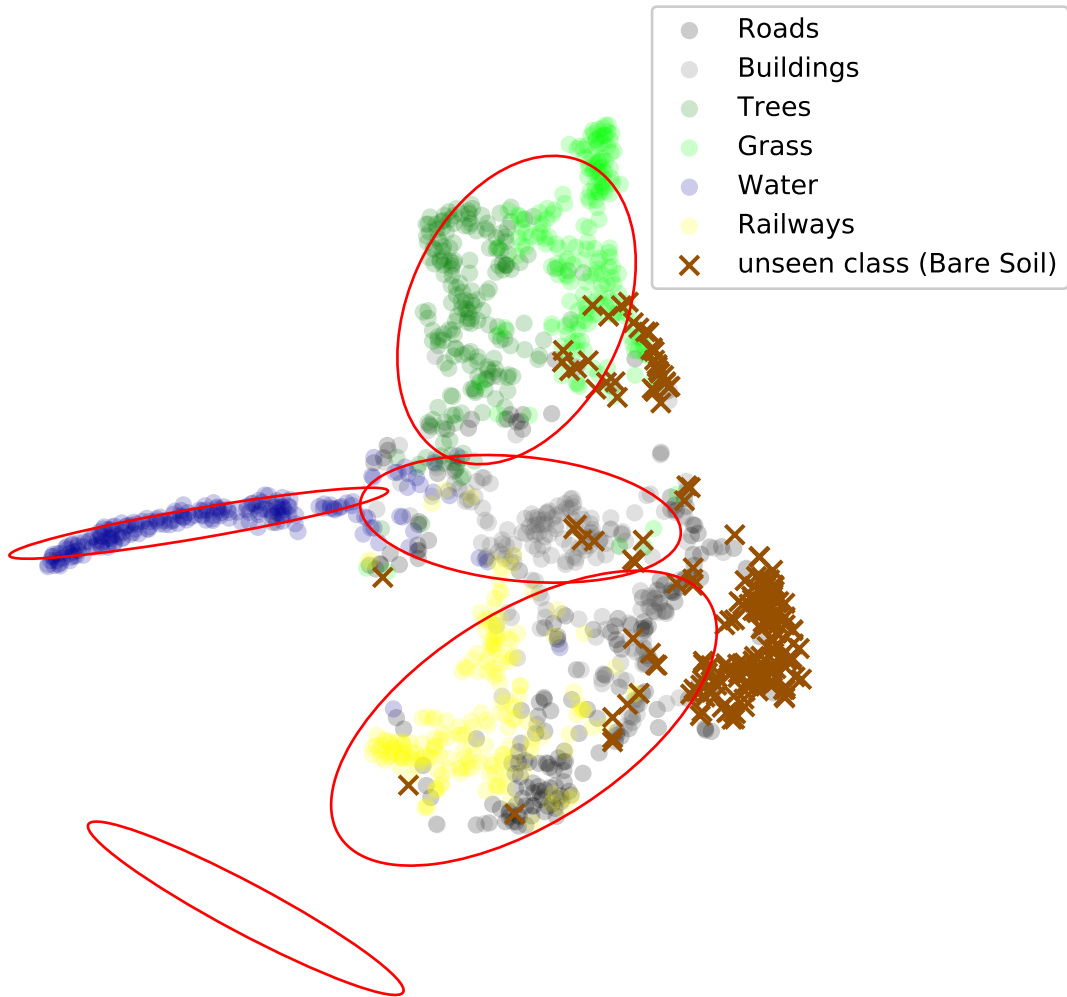 Roads
Buildings
Trees
Grass
Water
Railways
unseen class (Bare Soil)